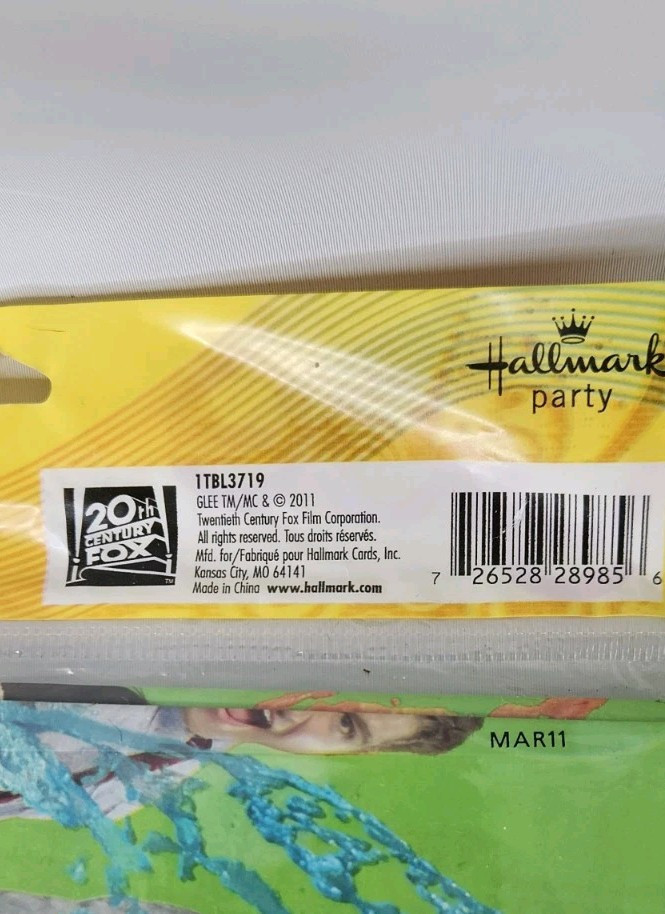 Hallmark
party
20th
CENTURY
FOX
TM
1TBL3719
GLEE TM/MC & © 2011
Twentieth Century Fox Film Corporation.
All rights reserved. Tous droits réservés.
Mfd. for/Fabriqué pour Hallmark Cards, Inc.
Kansas City, MO 64141
Made in China www.hallmark.com
7 26528 28985 6
MAR11